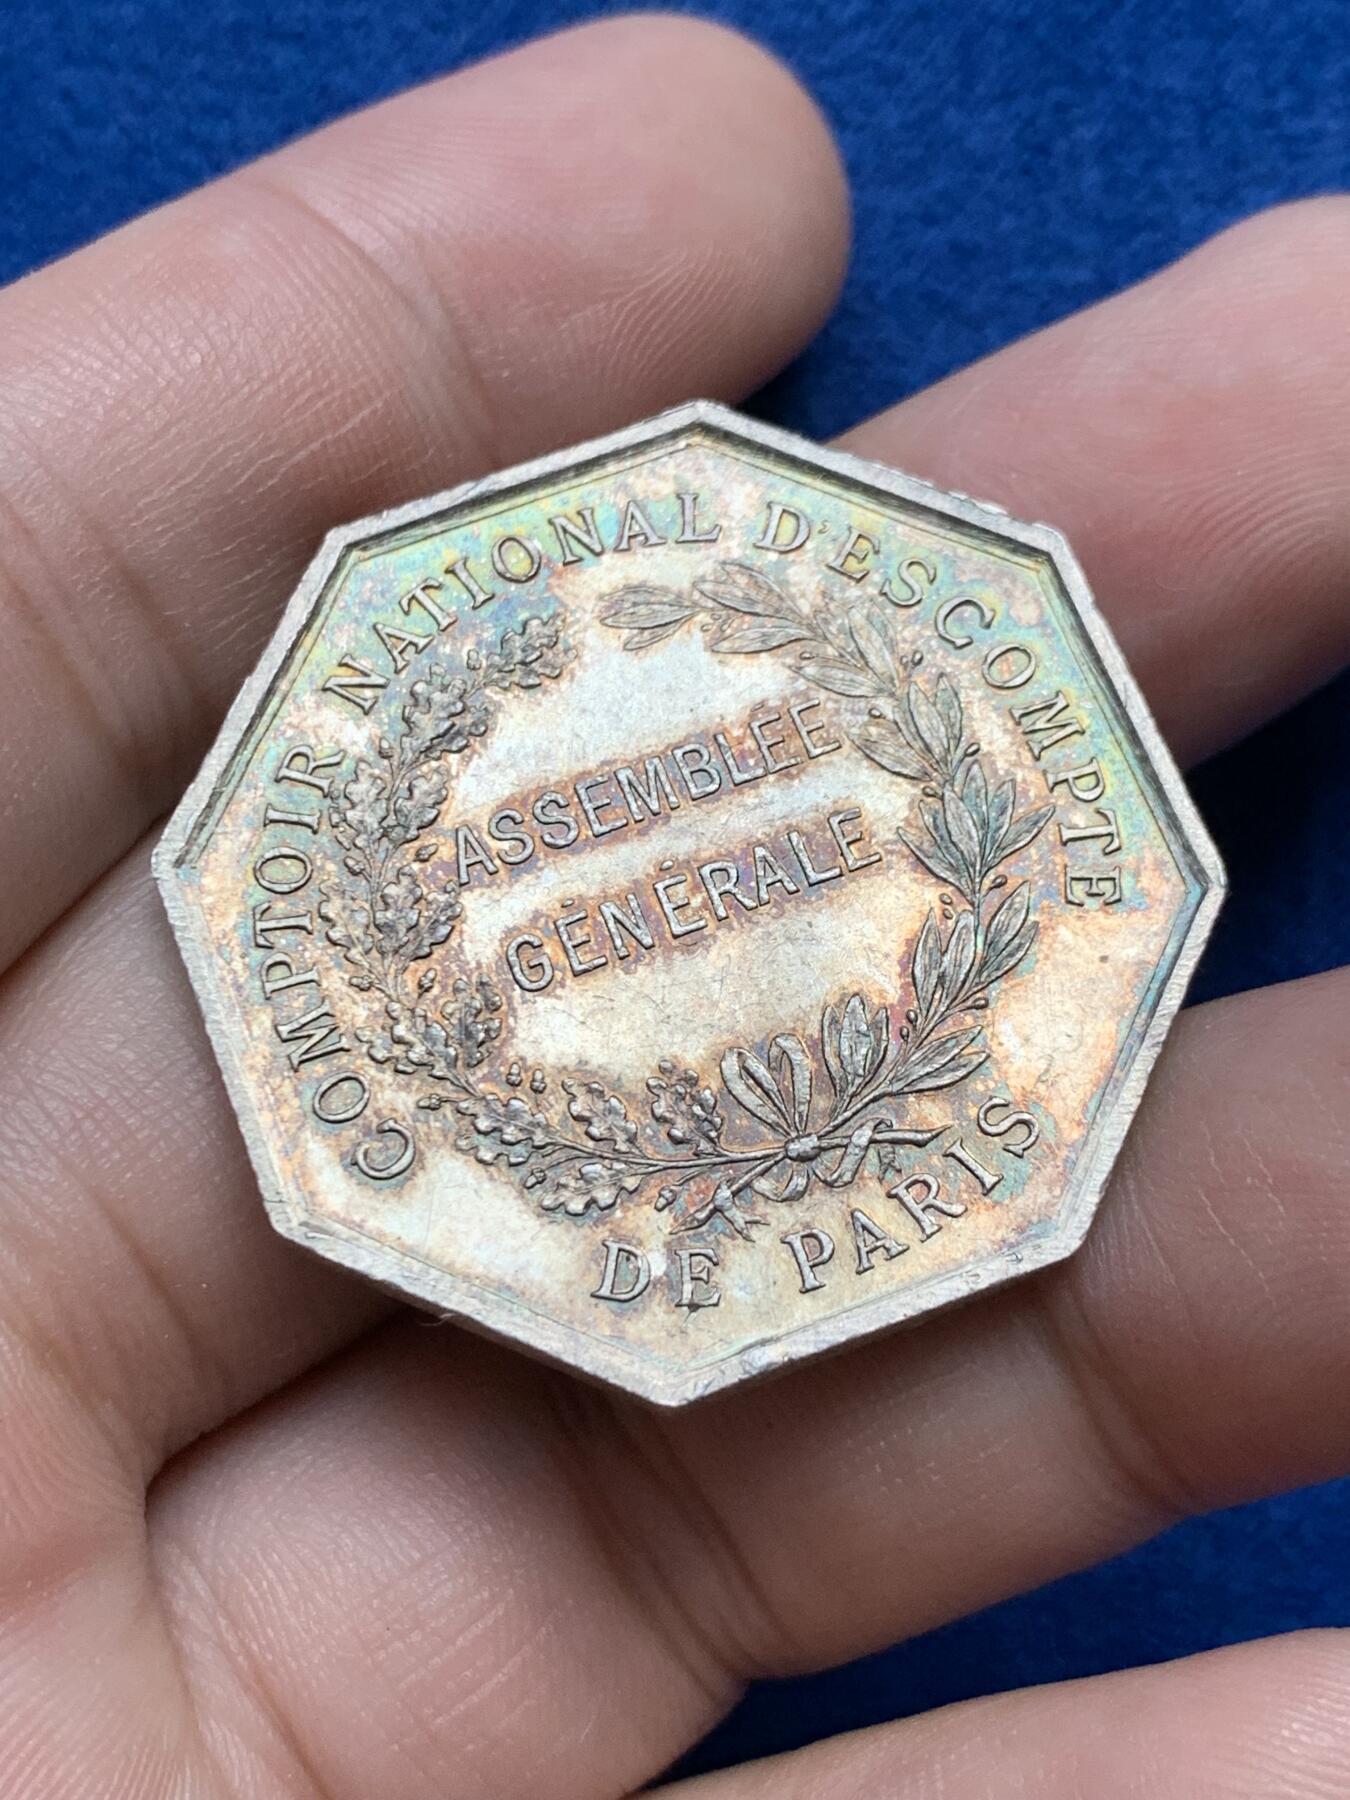 COMPTOIR NATIONAL D'ESCOMPTE
DE PARIS
ASSEMBLÉE
GÉNÉRALE